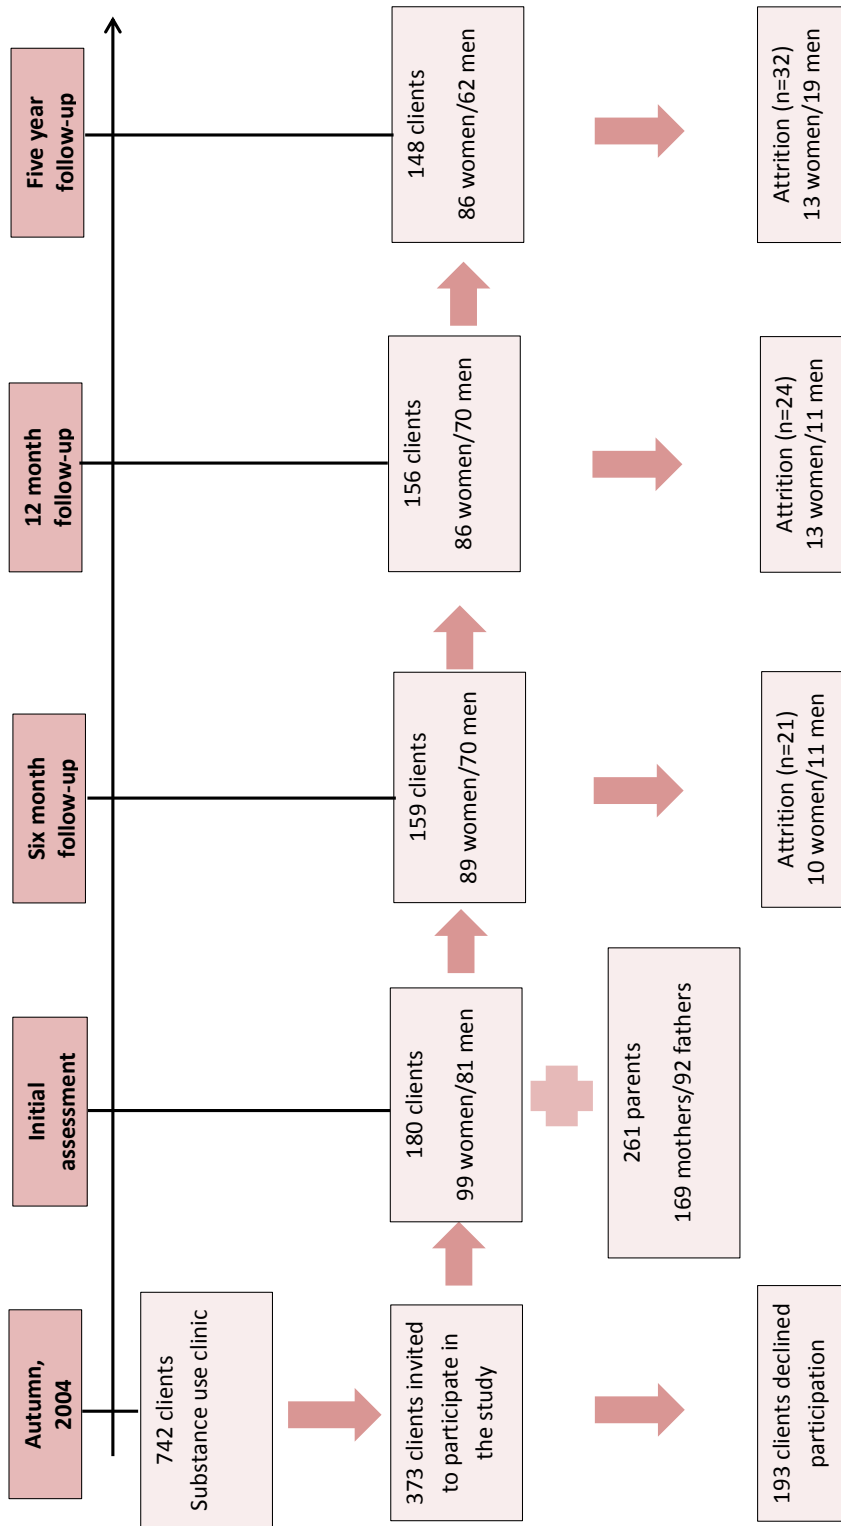 Autumn,
2004
Initial
assessment
Six month
follow-up
12 month
follow-up
Five year
follow-up
742 clients
Substance use clinic
373 clients invited
to participate in
the study
180 clients
99 women/81 men
159 clients
89 women/70 men
156 clients
86 women/70 men
148 clients
86 women/62 men
261 parents
169 mothers/92 fathers
193 clients declined
participation
Attrition (n=21)
10 women/11 men
Attrition (n=24)
13 women/11 men
Attrition (n=32)
13 women/19 men